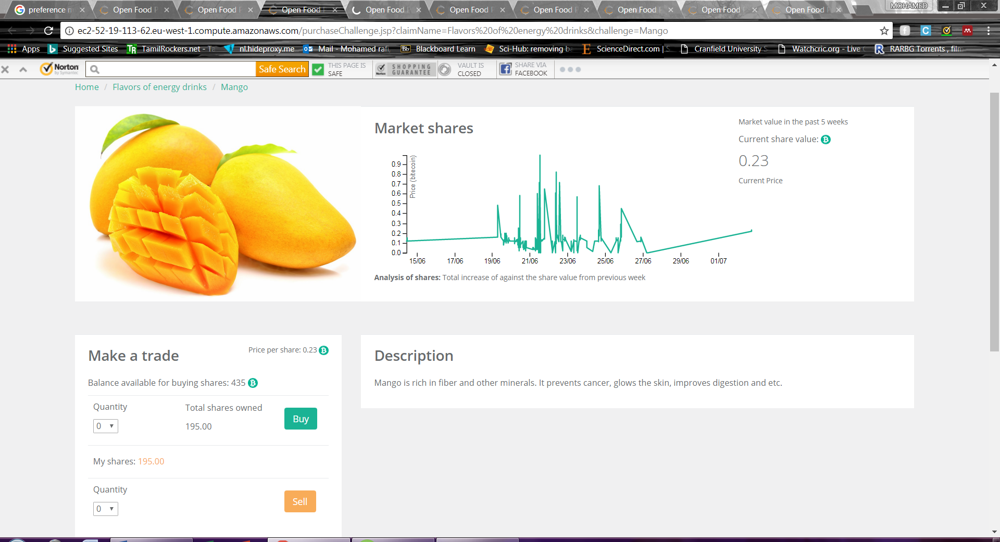 preference m
Open Food P
Open Food P
Open Food
Open Food P
Open Food P
Open Food P
Open Food P
Open Food P
Open Food
MOHAMED
ec2-52-19-113-62.eu-west-1.compute.amazonaws.com/purchaseChallenge.jsp?claimName=Flavors%20of%20energy%20drinks&challenge=Mango
Apps
Suggested Sites
TamilRockers.net - Ta
nl.hideproxy.me
Mail - Mohamed rafi
Bb Blackboard Learn
Sci-Hub: removing ba
ScienceDirect.com | S
Cranfield University S
Watchcric.org - Live
RARBG Torrents , film
Norton
by Symantec
Safe Search
THIS PAGE IS
SAFE
Norton
SHOPPING
GUARANTEE
VAULT IS
CLOSED
SHARE VIA
FACEBOOK
Home / Flavors of energy drinks / Mango
Market shares
Market value in the past 5 weeks
Current share value:
0.23
Current Price
Price (bitecoin)
0.9
0.8
0.7
0.6
0.5
0.4
0.3
0.2
0.1
0.0
15/06 17/06 19/06 21/06 23/06 25/06 27/06 29/06 01/07
Analysis of shares: Total increase of against the share value from previous week
Make a trade
Price per share: 0.23
Balance available for buying shares: 435
Quantity
Total shares owned
0
195.00
Buy
My shares: 195.00
Quantity
0
Sell
Description
Mango is rich in fiber and other minerals. It prevents cancer, glows the skin, improves digestion and etc.